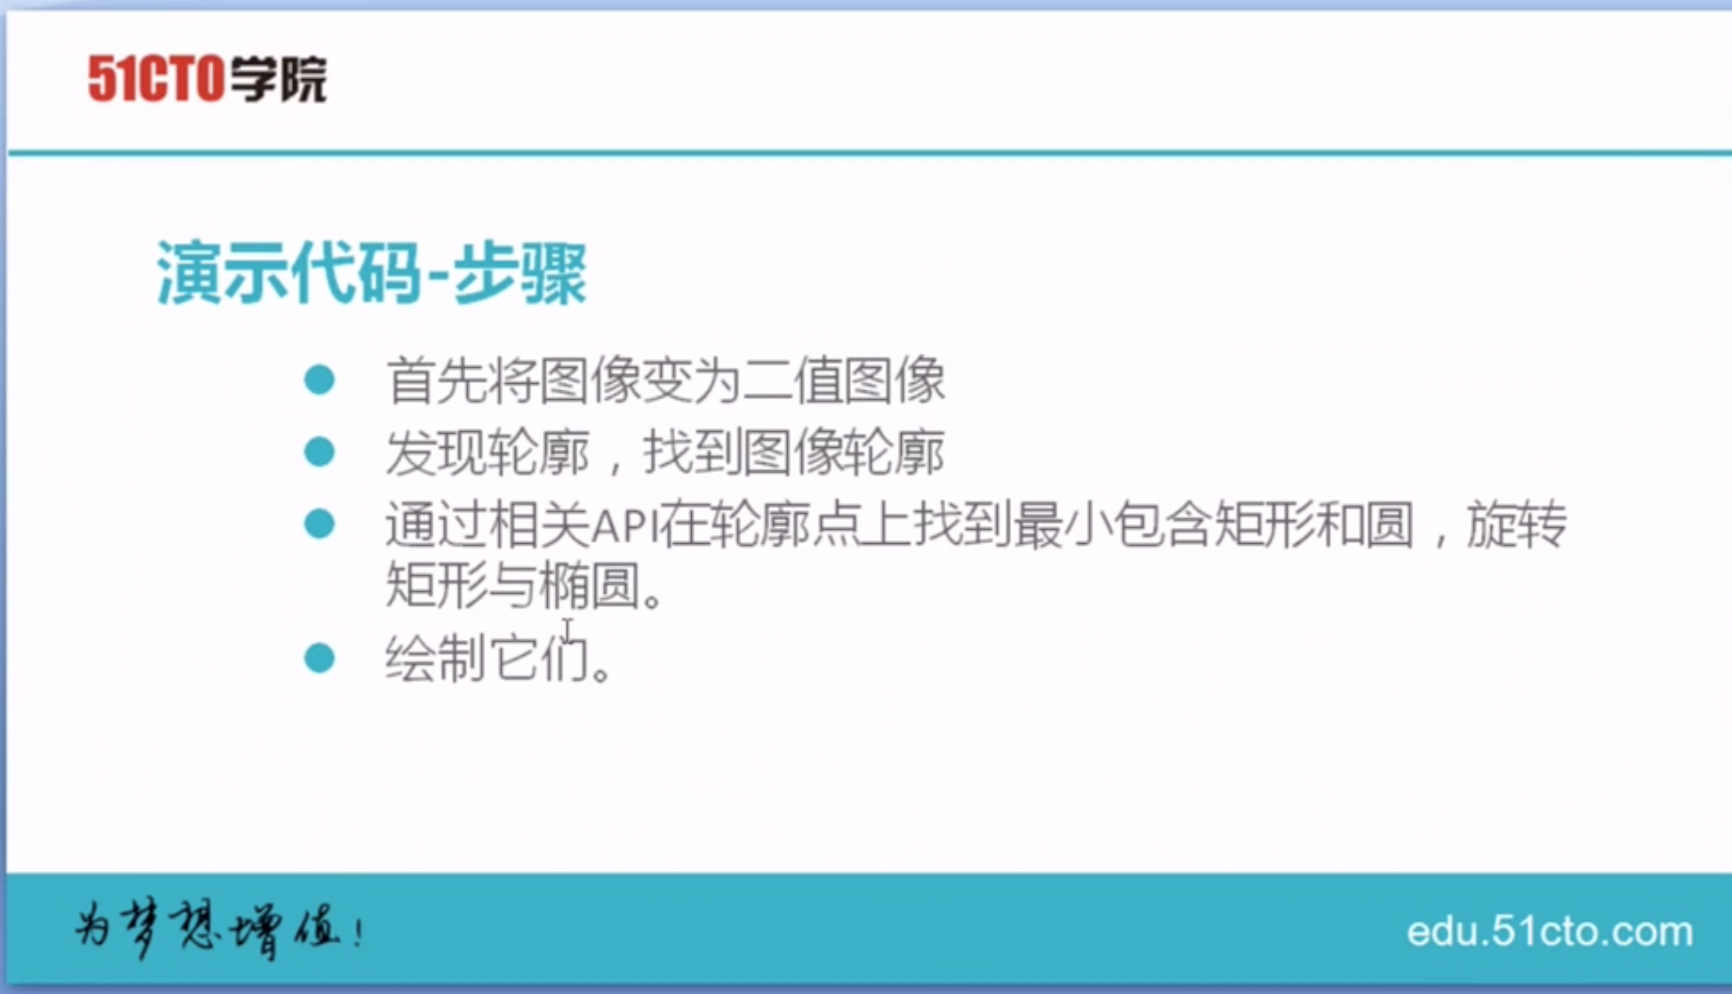 51CTO学院
演示代码-步骤
首先将图像变为二值图像
发现轮廓，找到图像轮廓
通过相关API在轮廓点上找到最小包含矩形和圆，旋转
矩形与椭圆。
绘制它们。
为梦想增值！
edu.51cto.com